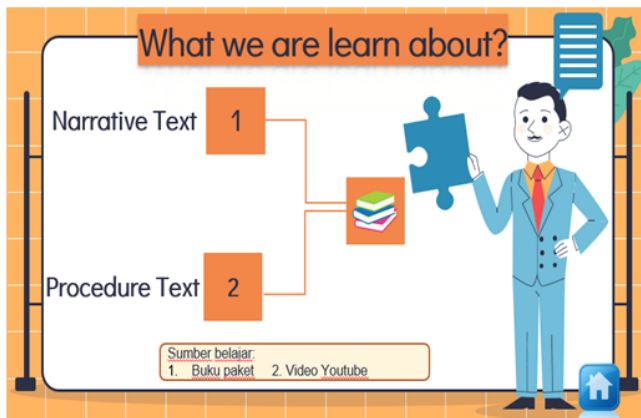 What we are learn about?
Narrative Text
1
Procedure Text
2
Sumber belajar:
1. Buku paket 2. Video Youtube